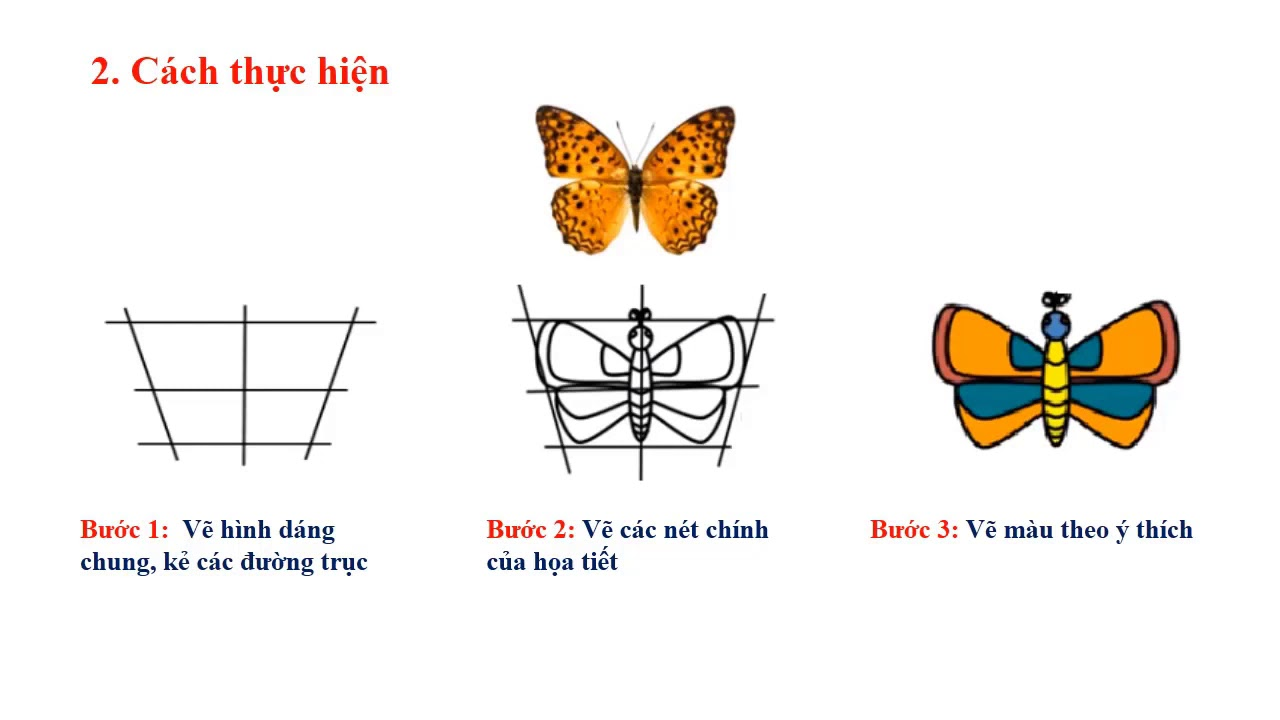 2. Cách thực hiện
Bước 1:  Vẽ hình dáng
chung, kẻ các đường trục
Bước 2: Vẽ các nét chính
của họa tiết
Bước 3: Vẽ màu theo ý thích